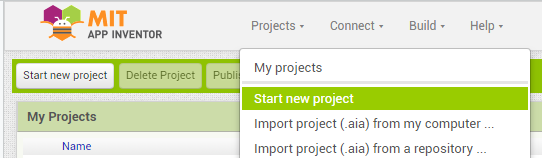 MIT
APP INVENTOR
Projects Connect Build Help
Start new project Delete Project Publi
My projects
Start new project
Import project (.aia) from my computer ...
Import project (.aia) from a repository ...
My Projects
Name